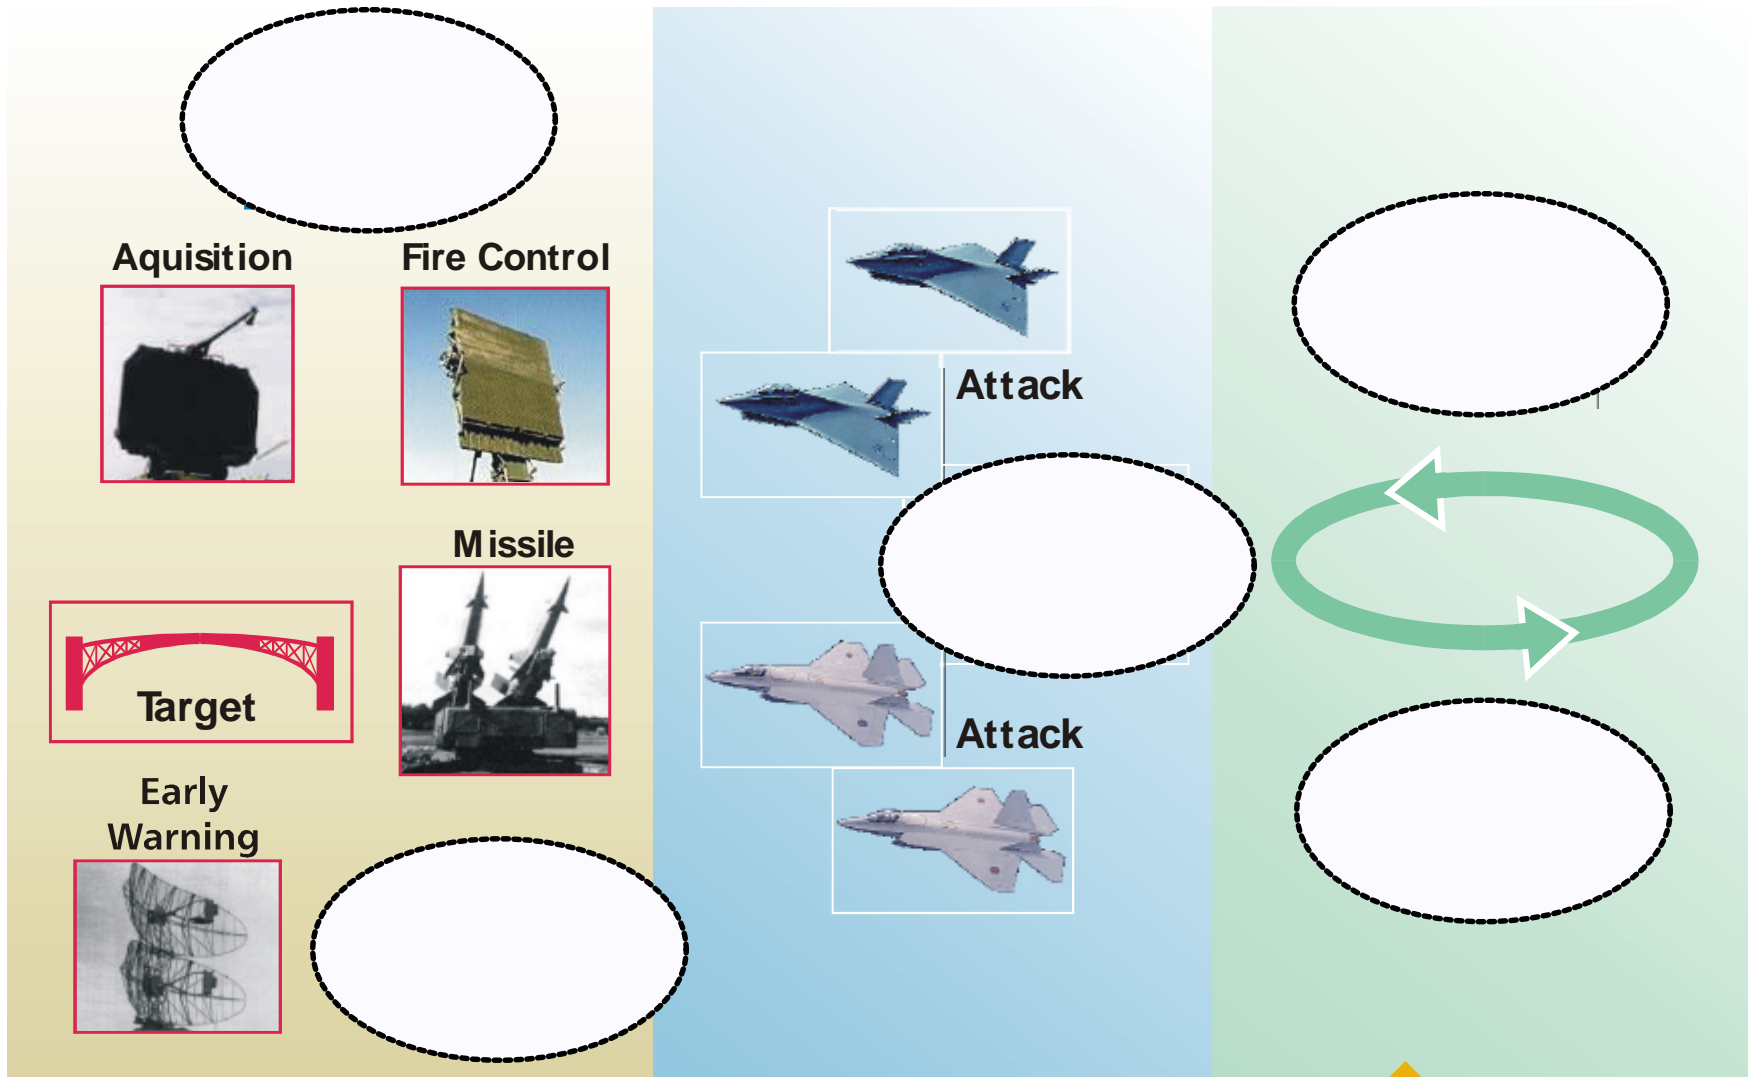 Aquisition
Fire Control
Attack
Missile
Target
Attack
Early
Warning